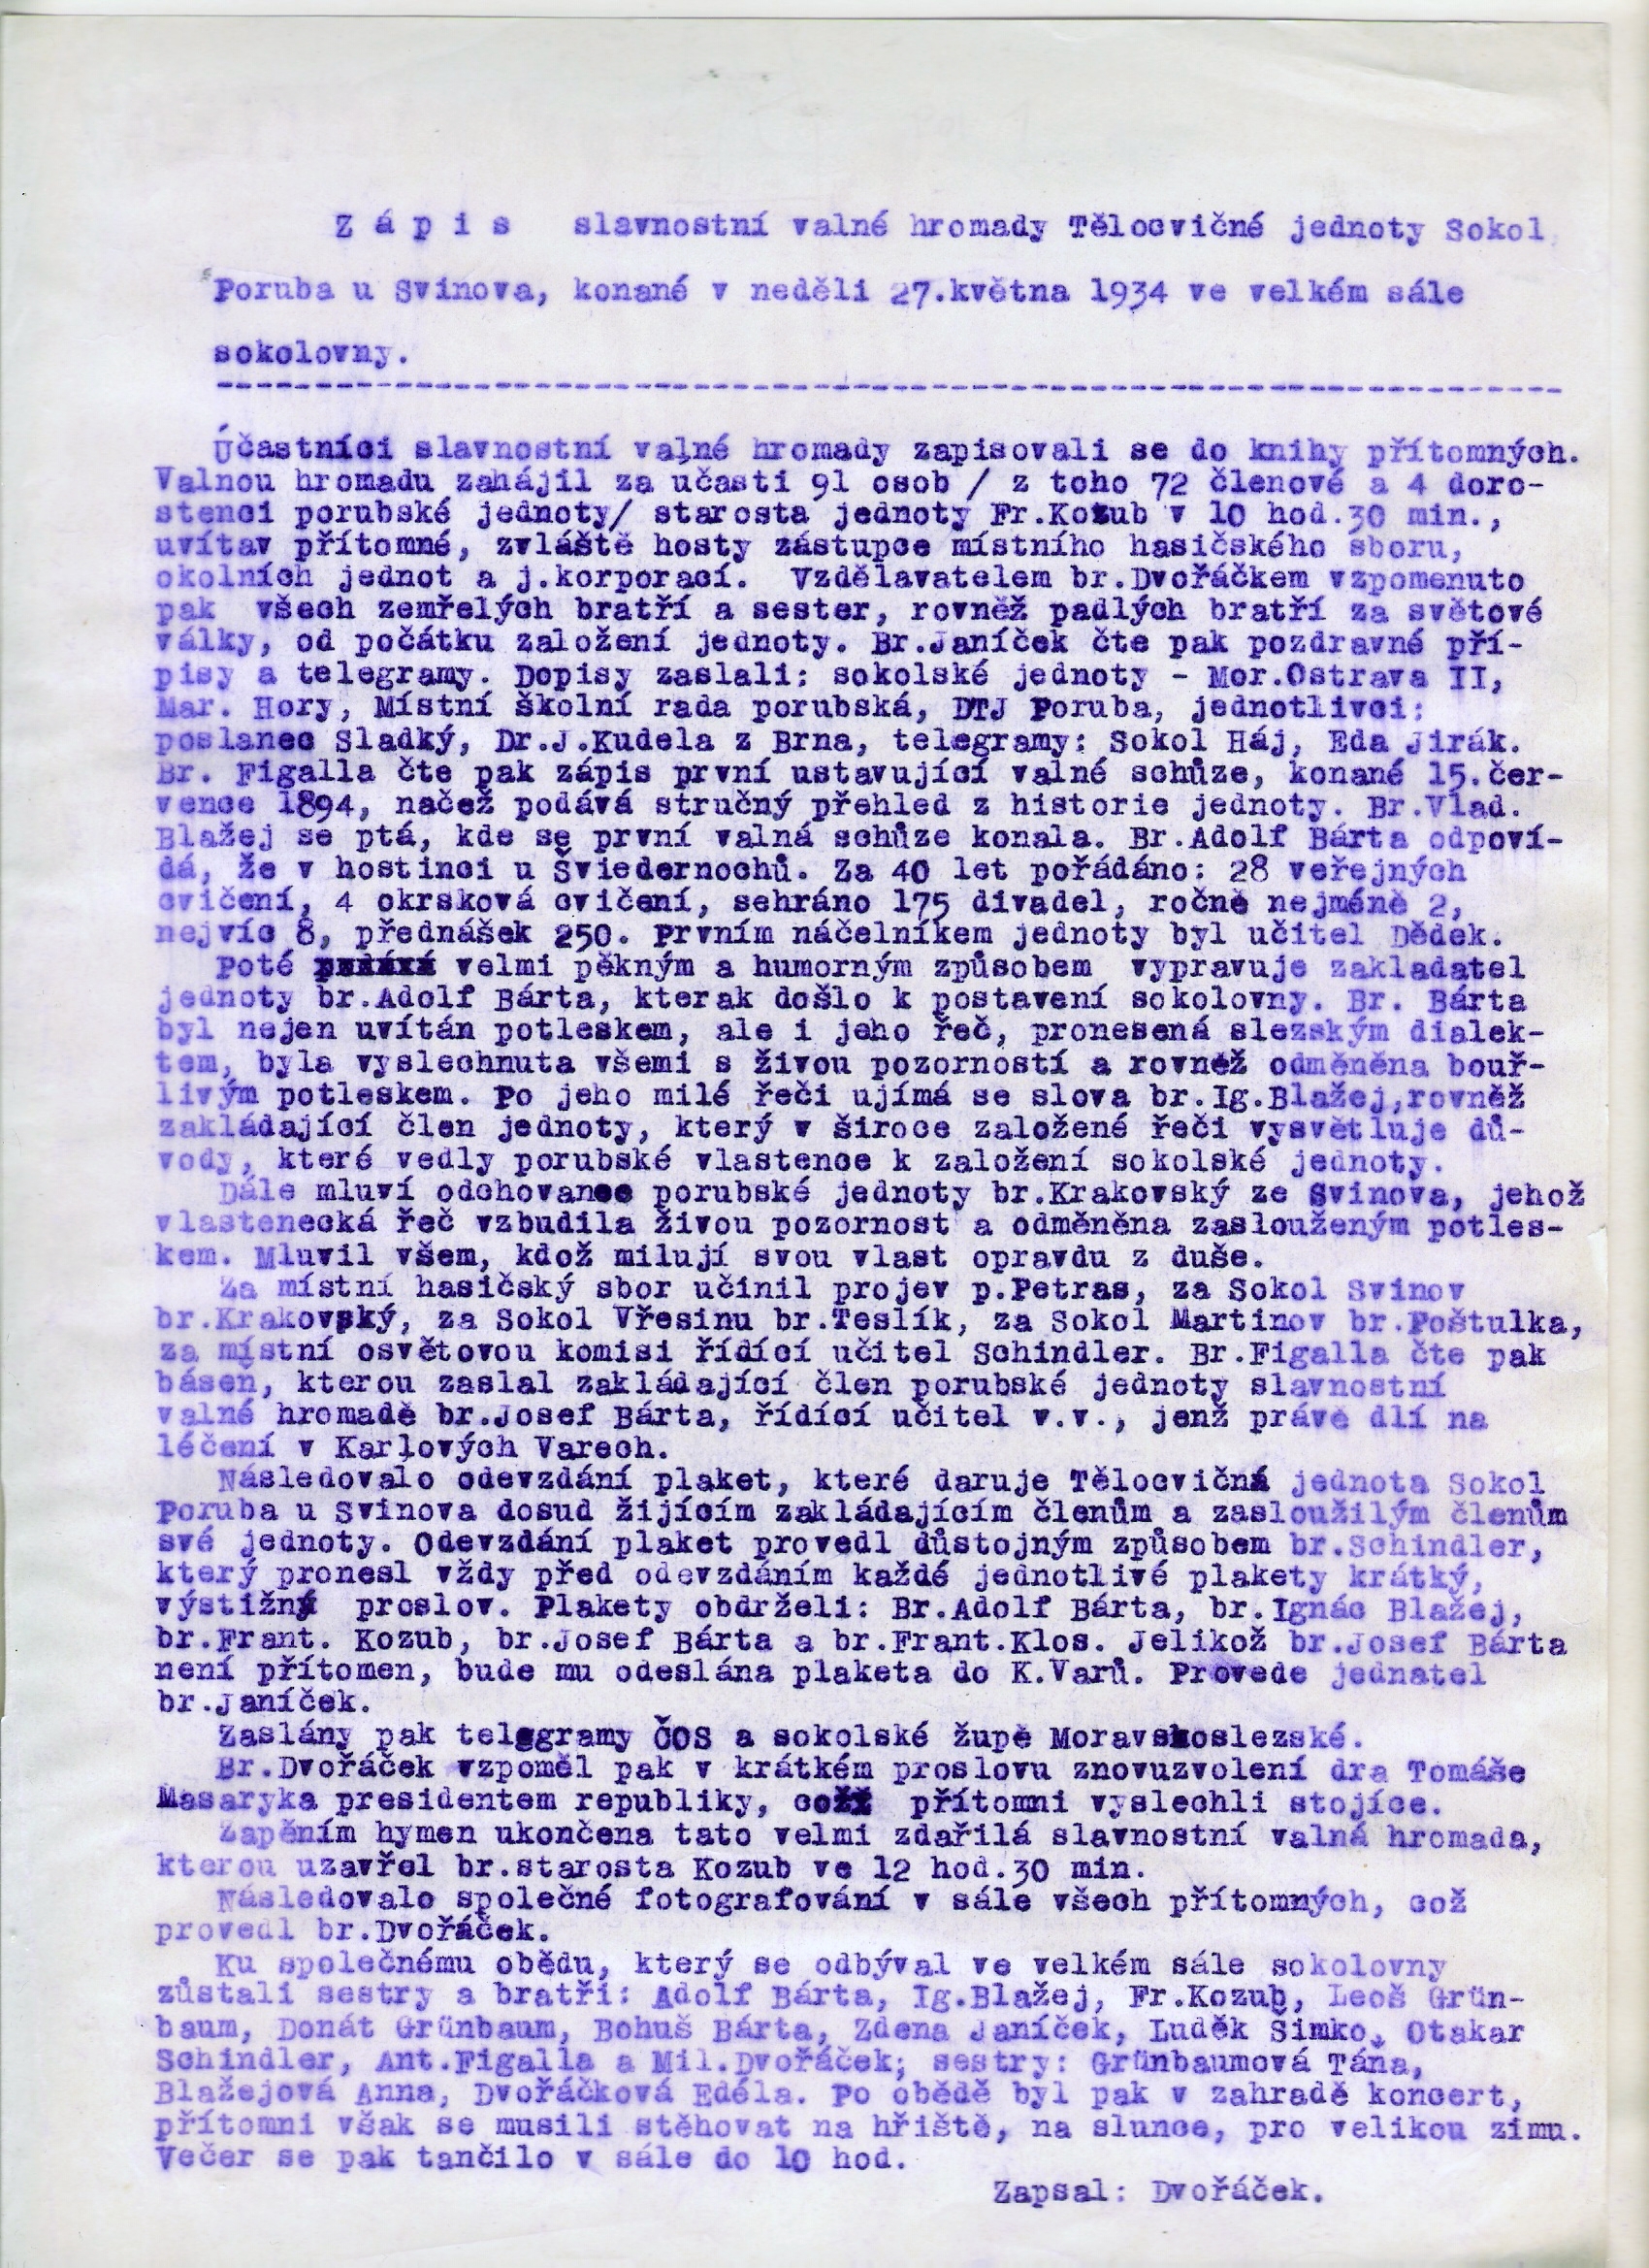 Z á p i s   slavnostní valné hromady Tělocvičné jednoty Sokol
Poruba u Svinova, konané v neděli 27.května 1934 ve velkém sále
sokolovny.
--------------------------------------------------------------------
Účastníci slavnostní valné hromady zapisovali se do knihy přítomných.
Valnou hromadu zahájil za učasti 91 osob / z toho 72 členové a 4 doro-
stenci porubské jednoty/ starosta jednoty Fr.Kozub v 10 hod.30 min.,
uvítav přítomné, zvláště hosty zástupce místního hasičského sboru,
okolních jednot a j.korporací.  Vzdělavatelem br.Dvořáčkem vzpomenuto
pak  všech zemřelých bratří a sester, rovněž padlých bratří za světové
války, od počátku založení jednoty. Br.Janíček čte pak pozdravné pří-
pisy a telegramy. Dopisy zaslali: sokolské jednoty - Mor.Ostrava II,
Mar. Hory, Místní školní rada porubská, DTJ Poruba, jednotlivci:
poslanec Sladký, Dr.J.Kudela z Brna, telegramy: Sokol Háj, Eda Jirák.
Br. Figalla čte pak zápis první ustavující valné schůze, konané 15.čer-
vence 1894, načež podává stručný přehled z historie jednoty. Br.Vlad.
Blažej se ptá, kde se první valná schůze konala. Br.Adolf Bárta odpoví-
dá, že v hostinci u Šviedernochů. Za 40 let pořádáno: 28 veřejných
cvičení, 4 okrsková cvičení, sehráno 175 divadel, ročně nejméně 2,
nejvíc 8, přednášek 250. Prvním náčelníkem jednoty byl učitel Dědek.
Poté velmi pěkným a humorným způsobem  vypravuje zakladatel
jednoty br.Adolf Bárta, kterak došlo k postavení sokolovny. Br. Bárta
byl nejen uvítán potleskem, ale i jeho řeč, pronesená slezským dialek-
tem, byla vyslechnuta všemi s živou pozorností a rovněž odměněna bouř-
livým potleskem. Po jeho milé řeči ujímá se slova br.Ig.Blažej,rovněž
zakládající člen jednoty, který v široce založené řeči vysvětluje dů-
vody, které vedly porubské vlastence k založení sokolské jednoty.
Dále mluví odchovanec porubské jednoty br.Krakovský ze Svinova, jehož
vlastenecká řeč vzbudila živou pozornost a odměněna zaslouženým potles-
kem. Mluvil všem, kdož milují svou vlast opravdu z duše.
Za místní hasičský sbor učinil projev p.Petras, za Sokol Svinov
br.Krakovský, za Sokol Vřesinu br.Teslík, za Sokol Martinov br.Poštulka,
za místní osvětovou komisi řídící učitel Schindler. Br.Figalla čte pak
báseň, kterou zaslal zakládající člen porubské jednoty slavnostní
valné hromadě br.Josef Bárta, řídící učitel v.v., jenž právě dlí na
léčení v Karlových Varech.
Následovalo odevzdání plaket, které daruje Tělocvičná jednota Sokol
Poruba u Svinova dosud žijícím zakládajícím členům a zasloužilým členům
své jednoty. Odevzdání plaket provedl důstojným způsobem br.Schindler,
který pronesl vždy před odevzdáním každé jednotlivé plakety krátký,
výstižný  proslov. Plakety obdrželi: Br.Adolf Bárta, br.Ignác Blažej,
br.Frant. Kozub, br.Josef Bárta a br.Frant.Klos. Jelikož br.Josef Bárta
není přítomen, bude mu odeslána plaketa do K.Varů. Provede jednatel
br.Janíček.
Zaslány pak telegramy ČOS a sokolské župě Moravskoslezské.
Br.Dvořáček vzpoměl pak v krátkém proslovu znovuzvolení dra Tomáše
Masaryka presidentem republiky, což  přítomni vyslechli stojíce.
Zapěním hymen ukončena tato velmi zdařilá slavnostní valná hromada,
kterou uzavřel br.starosta Kozub ve 12 hod.30 min.
Následovalo společné fotografování v sále všech přítomných, což
provedl br.Dvořáček.
Ku společnému obědu, který se odbýval ve velkém sále sokolovny
zůstali sestry a bratři: Adolf Bárta, Ig.Blažej, Fr.Kozub, Leoš Grün-
baum, Donát Grünbaum, Bohuš Bárta, Zdena Janíček, Luděk Šimko, Otakar
Schindler, Ant.Figalla a Mil.Dvořáček; sestry: Grünbaumová Táňa,
Blažejová Anna, Dvořáčková Edéla. Po obědě byl pak v zahradě koncert,
přítomni však se musili stěhovat na hřiště, na slunce, pro velikou zimu.
Večer se pak tančilo v sále do 10 hod.
Zapsal: Dvořáček.